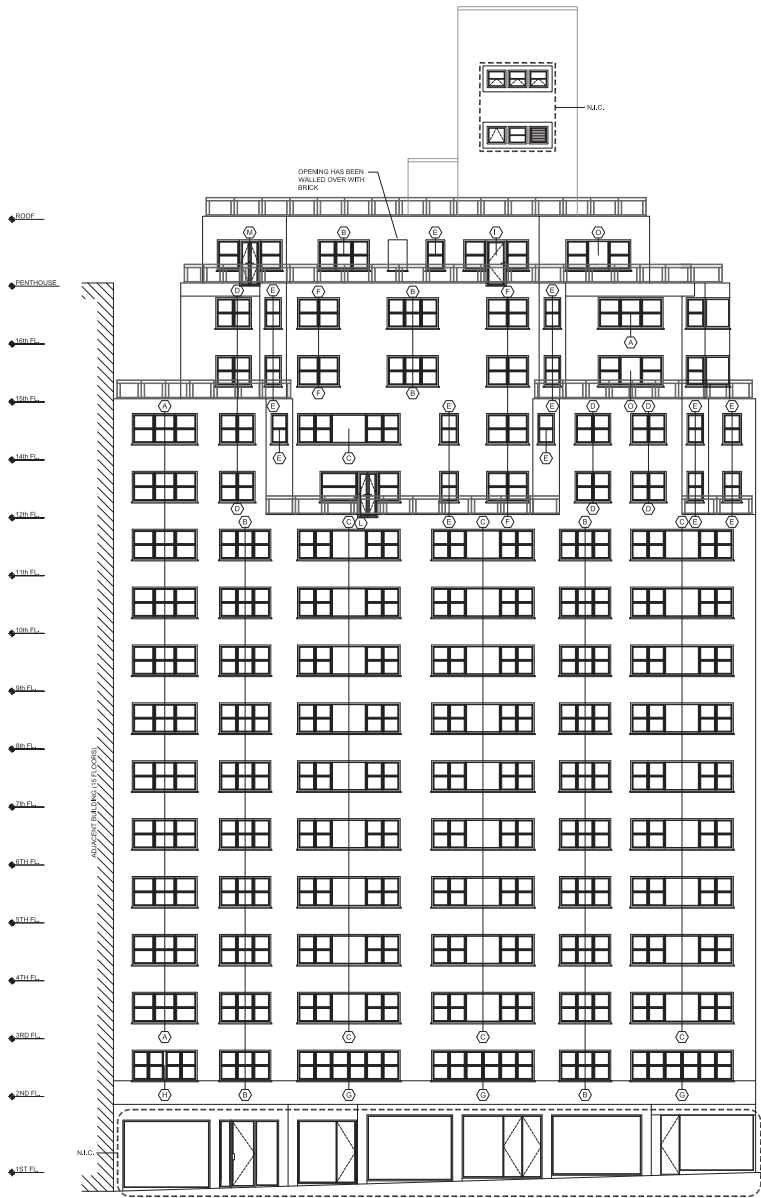 N.I.C.
OPENING HAS BEEN
WALLED OVER WITH
BRICK
ROOF
M
B
E
I
O
PENTHOUSE
D
E
F
B
F
E
16th FL.
A
15th FL.
F
B
A
E
E
E
D
O
D
E
E
14th FL.
E
C
E
12th FL.
D
D
D
B
C
L
E
C
F
B
C
E
E
11th FL.
10th FL.
9th FL.
8th FL.
7th FL.
ADJACENT BUILDING (15 FLOORS)
6TH FL.
5TH FL.
4TH FL.
3RD FL.
A
C
C
C
2ND FL.
H
B
G
G
B
G
N.I.C.
1ST FL.